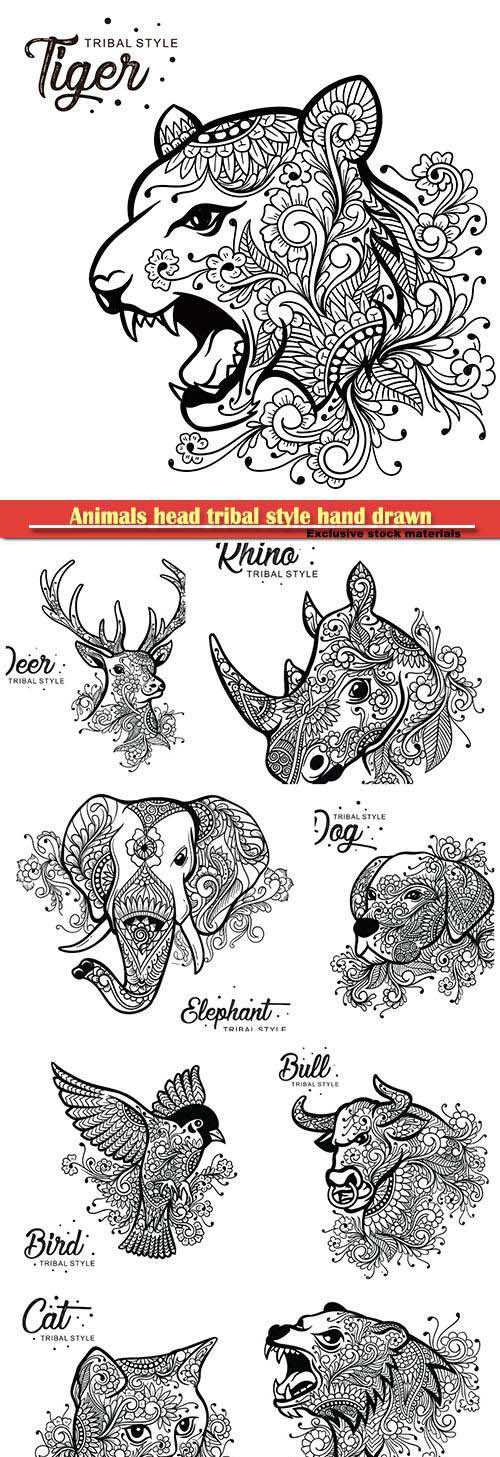 TRIBAL STYLE
Tiger
Animals head tribal style hand drawn
Exclusive stock materials
Rhino
TRIBAL STYLE
Deer
TRIBAL STYLE
TRIBAL STYLE
Dog
Elephant
TRIBAL STYLE
Bull
TRIBAL STYLE
Bird
TRIBAL STYLE
Cat
TRIBAL STYLE